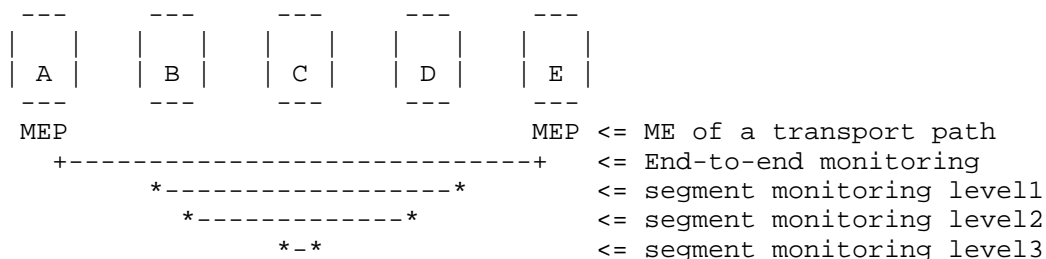 ---     ---     ---     ---     ---
|   |   |   |   |   |   |   |   |   |
| A |   | B |   | C |   | D |   | E |
 ---     ---     ---     ---     ---
 MEP                             MEP <= ME of a transport path
   +-----------------------------+   <= End-to-end monitoring
         *------------------*        <= segment monitoring level1
           *-------------*           <= segment monitoring level2
                 *-*                 <= segment monitoring level3